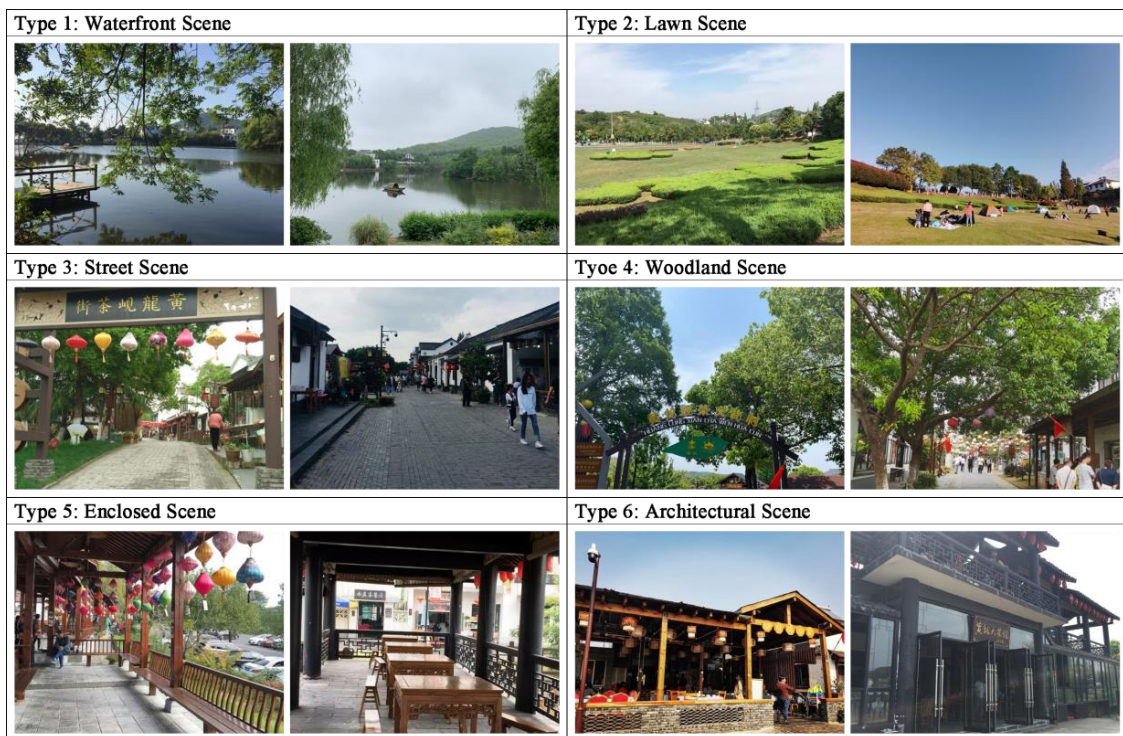 Type 1: Waterfront Scene
Type 2: Lawn Scene
Type 3: Street Scene
Tyoe 4: Woodland Scene
街茶峴龍黃
Type 5: Enclosed Scene
Type 6: Architectural Scene